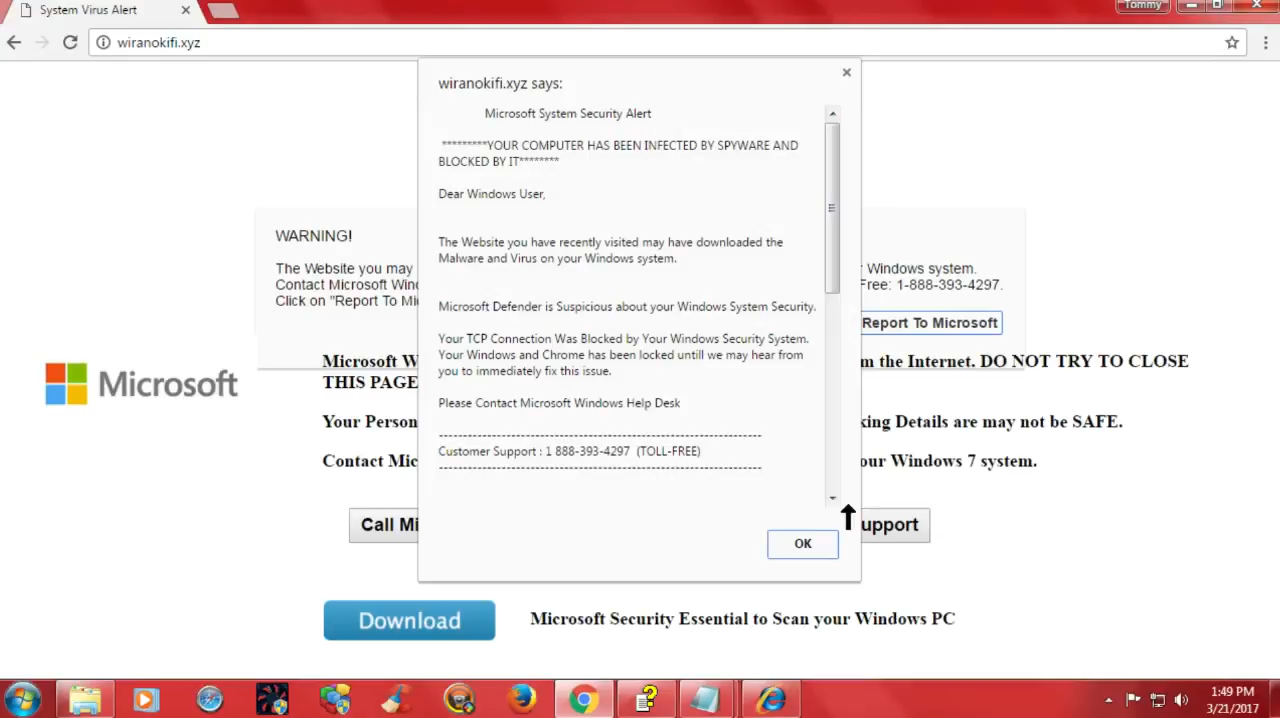 System Virus Alert
Tommy
wiranokifi.xyz
wiranokifi.xyz says:
Microsoft System Security Alert
*********YOUR COMPUTER HAS BEEN INFECTED BY SPYWARE AND
BLOCKED BY IT********
Dear Windows User,
The Website you have recently visited may have downloaded the
Malware and Virus on your Windows system.
Microsoft Defender is Suspicious about your Windows System Security.
Your TCP Connection Was Blocked by Your Windows Security System.
Your Windows and Chrome has been locked untill we may hear from
you to immediately fix this issue.
Please Contact Microsoft Windows Help Desk
Customer Support : 1 888-393-4297 (TOLL-FREE)
OK
WARNING!
The Website you may Windows system.
Contact Microsoft Free: 1-888-393-4297.
Click on "Report To
Report To Microsoft
Microsoft
Microsoft the Internet. DO NOT TRY TO CLOSE
THIS PAGE
Your Details are may not be SAFE.
Contact our Windows 7 system.
Call
Download
Microsoft Security Essential to Scan your Windows PC
1:49 PM
3/21/2017